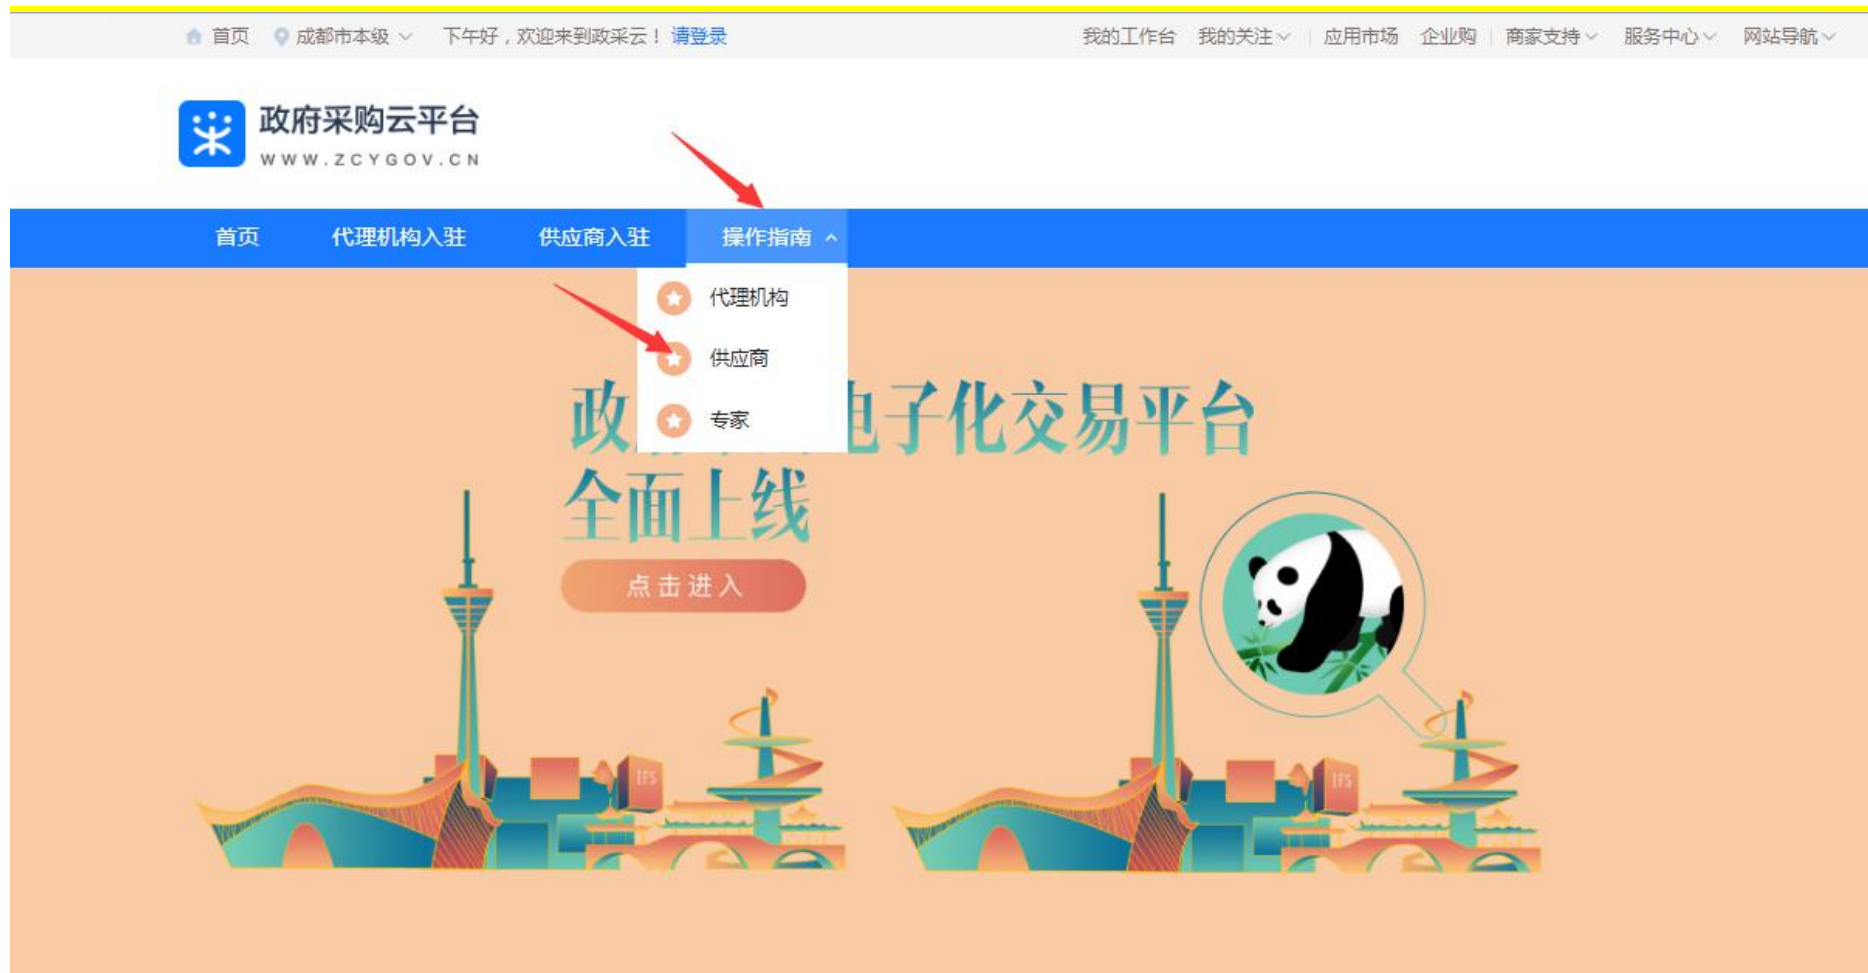 首页 成都市本级 下午好，欢迎来到政采云！请登录 我的工作台 我的关注 应用市场 企业购 商家支持 服务中心 网站导航
政府采购云平台
WWW.ZCYGOV.CN
首页 代理机构入驻 供应商入驻 操作指南
代理机构
供应商
专家
政 子化交易平台
全面上线
点击进入
IFS IFS